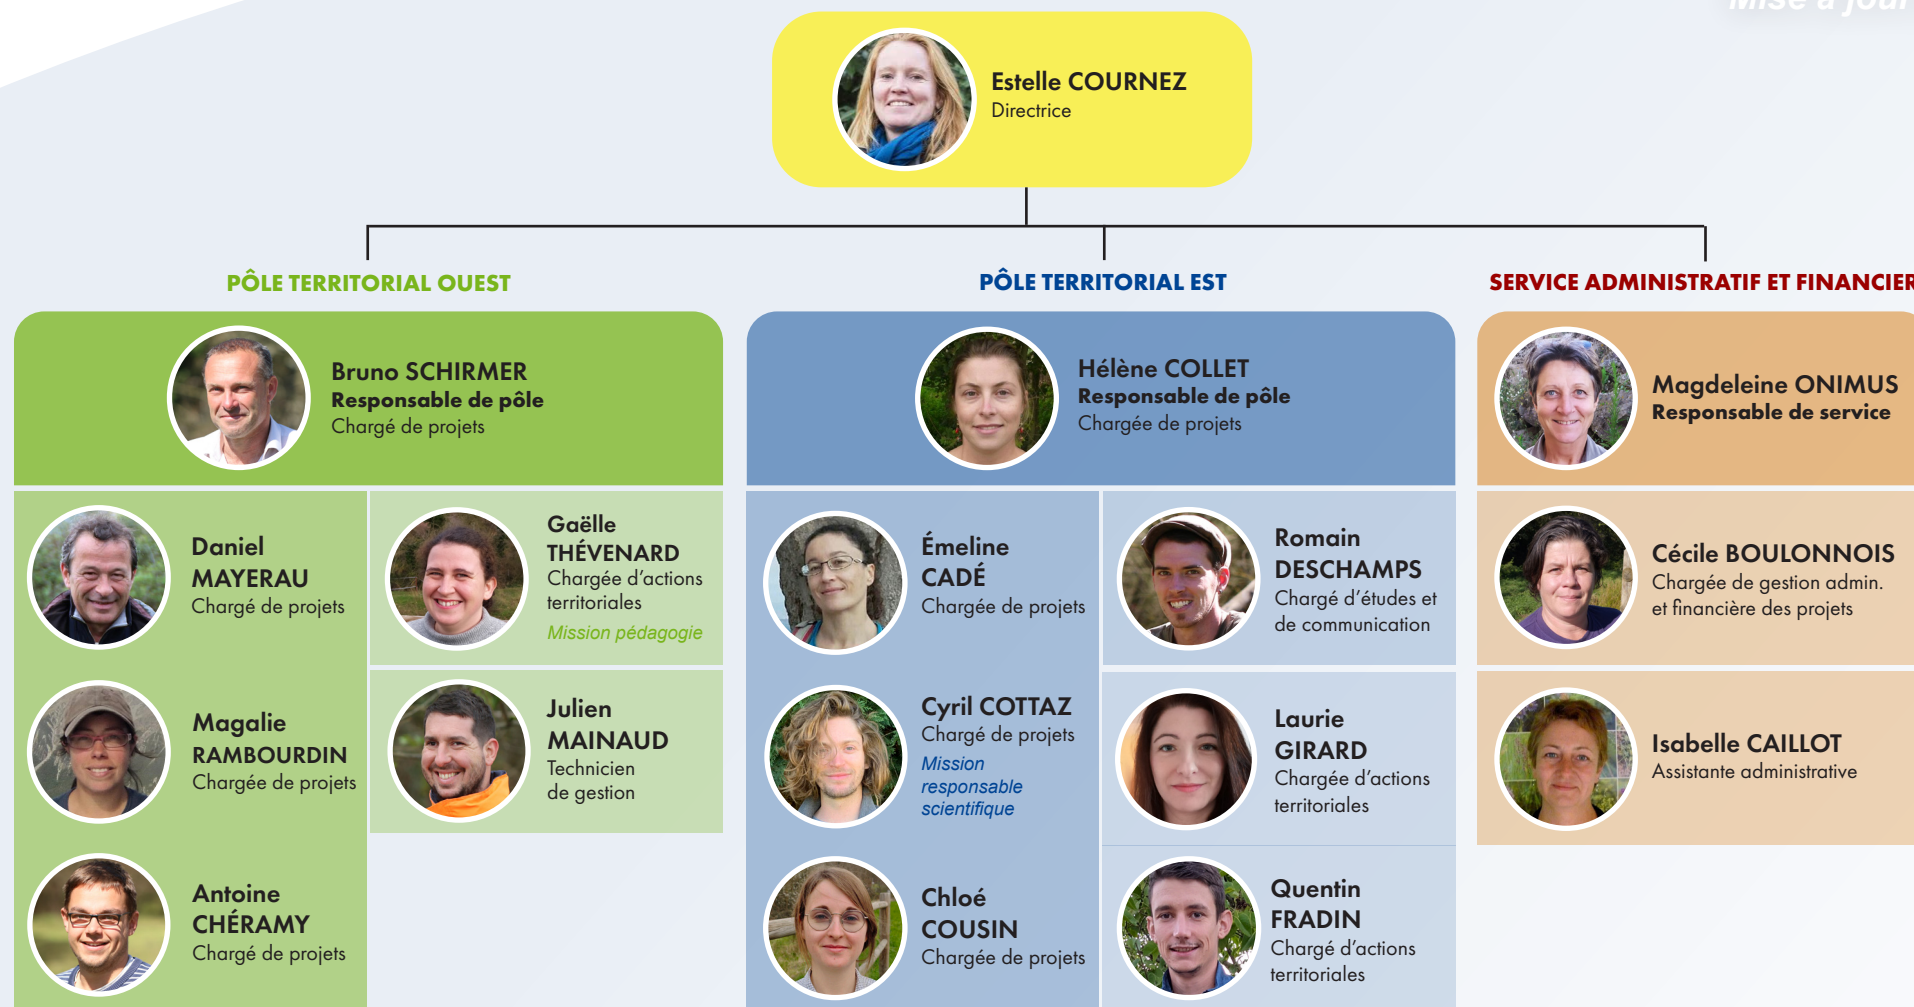 Mise à jour
Estelle COURNEZ
Directrice
PÔLE TERRITORIAL OUEST
Bruno SCHIRMER
Responsable de pôle
Chargé de projets
Daniel
MAYERAU
Chargé de projets
Magalie
RAMBOURDIN
Chargée de projets
Antoine
CHÉRAMY
Chargé de projets
Gaëlle
THÉVENARD
Chargée d’actions
territoriales
Mission pédagogie
Julien
MAINAUD
Technicien
de gestion
PÔLE TERRITORIAL EST
Hélène COLLET
Responsable de pôle
Chargée de projets
Émeline
CADÉ
Chargée de projets
Cyril COTTAZ
Chargé de projets
Mission
responsable
scientifique
Chloé
COUSIN
Chargée de projets
Romain
DESCHAMPS
Chargé d’études et
de communication
Laurie
GIRARD
Chargée d’actions
territoriales
Quentin
FRADIN
Chargé d’actions
territoriales
SERVICE ADMINISTRATIF ET FINANCIER
Magdeleine ONIMUS
Responsable de service
Cécile BOULONNOIS
Chargée de gestion admin.
et financière des projets
Isabelle CAILLOT
Assistante administrative